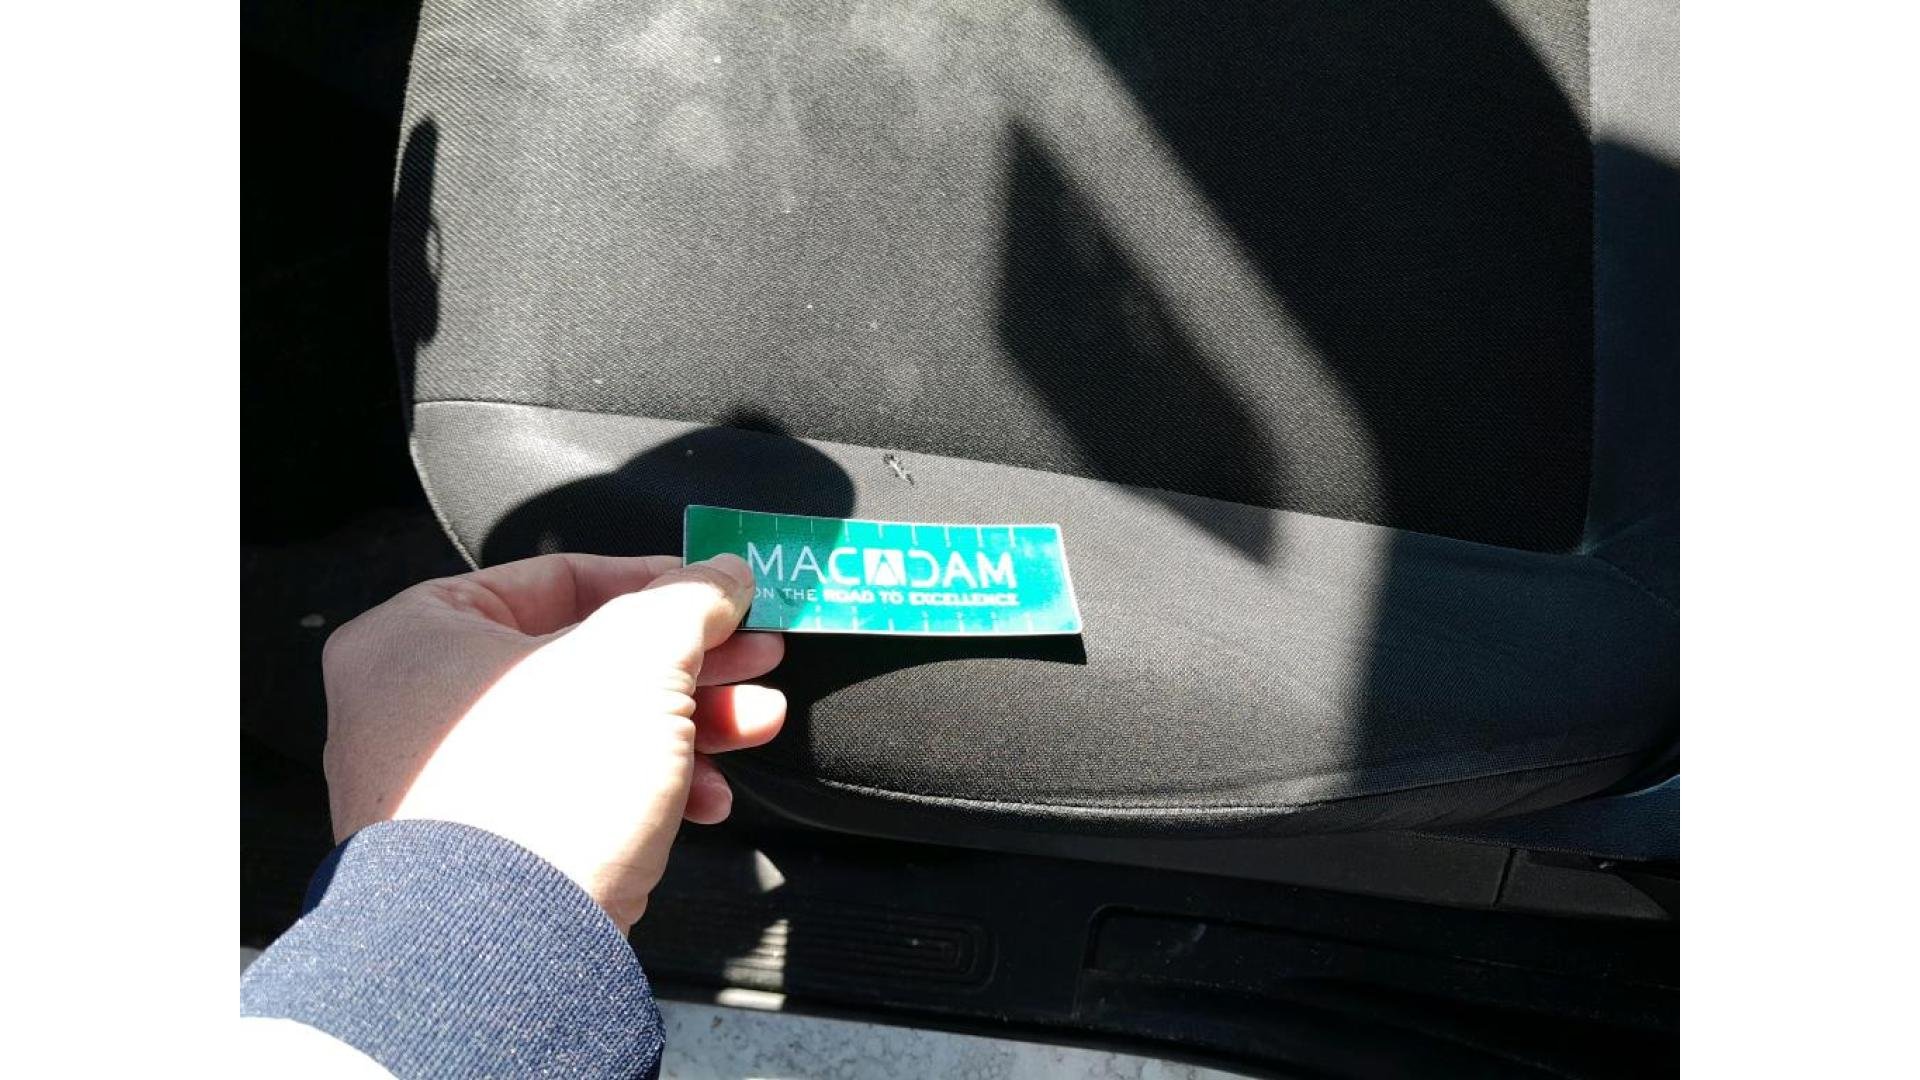 MACADAM
ON THE ROAD TO EXCELLENCE